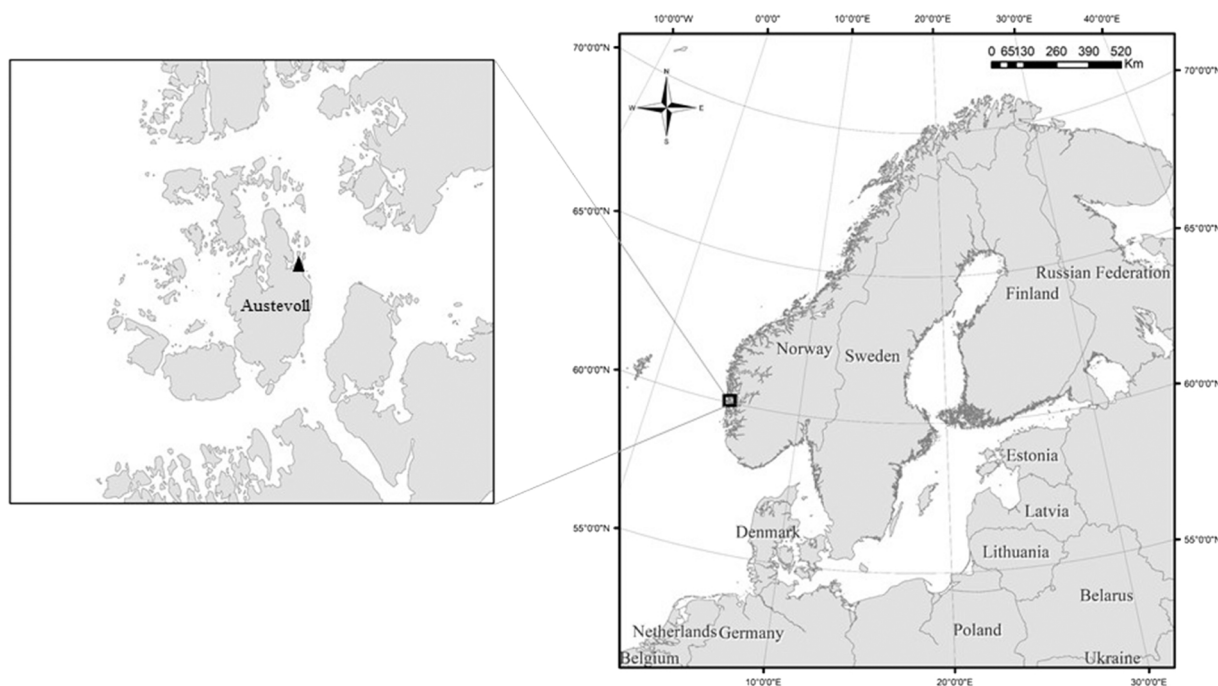 10°0'0"W 0°0'0" 10°0'0"E 20°0'0"E 30°0'0"E 40°0'0"E
70°0'0"N
0 65130 260 390 520
Km
70°0'0"N
N
W E
S
65°0'0"N
65°0'0"N
Russian Federation
Finland
Austevoll
Norway
Sweden
60°0'0"N
60°0'0"N
Estonia
Latvia
55°0'0"N
Denmark
55°0'0"N
Lithuania
Belarus
Netherlands Germany
Poland
Belgium
Ukraine
10°0'0"E 20°0'0"E 30°0'0"E